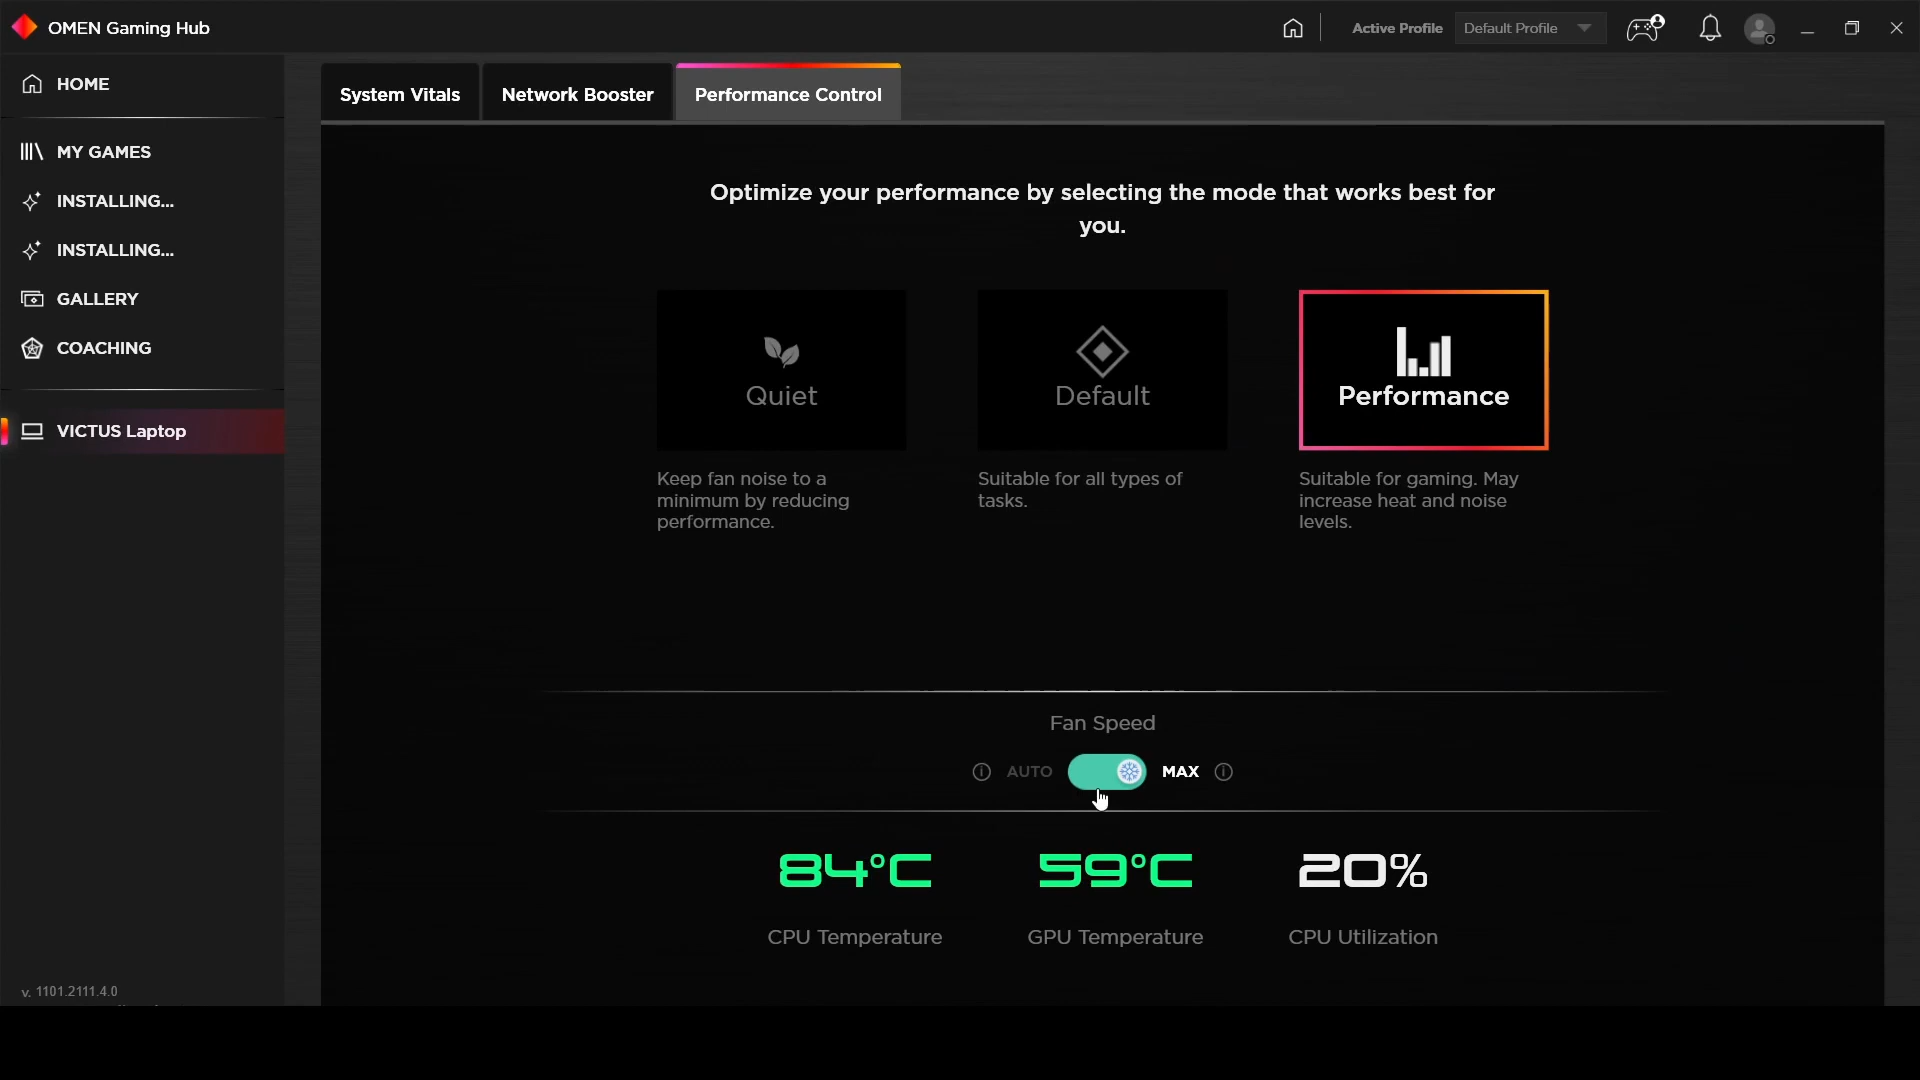 OMEN Gaming Hub
Active Profile
Default Profile
HOME
MY GAMES
INSTALLING...
INSTALLING...
GALLERY
COACHING
VICTUS Laptop
System Vitals
Network Booster
Performance Control
Optimize your performance by selecting the mode that works best for
you.
Quiet
Keep fan noise to a
minimum by reducing
performance.
Default
Suitable for all types of
tasks.
Performance
Suitable for gaming. May
increase heat and noise
levels.
Fan Speed
AUTO
MAX
84°C
CPU Temperature
59°C
GPU Temperature
20%
CPU Utilization
v. 1101.2111.4.0